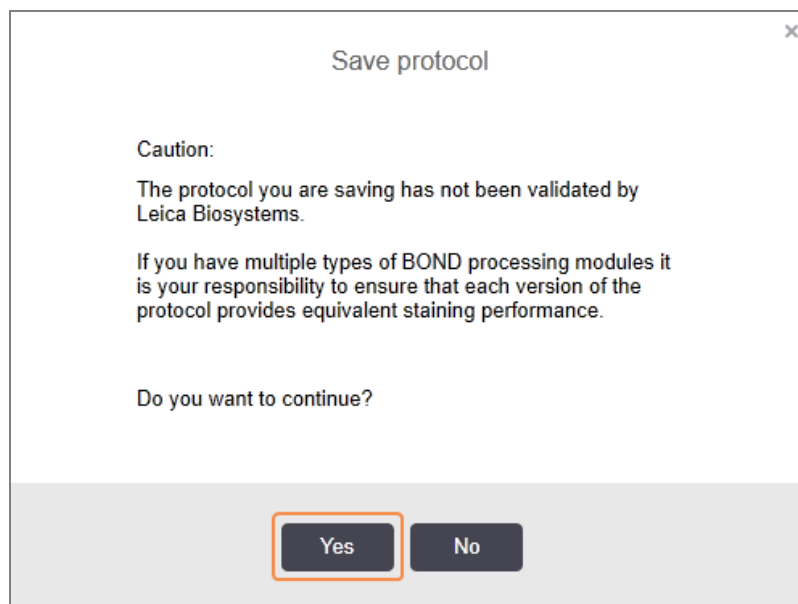 Save protocol
Caution:
The protocol you are saving has not been validated by
Leica Biosystems.
If you have multiple types of BOND processing modules it
is your responsibility to ensure that each version of the
protocol provides equivalent staining performance.
Do you want to continue?
Yes No